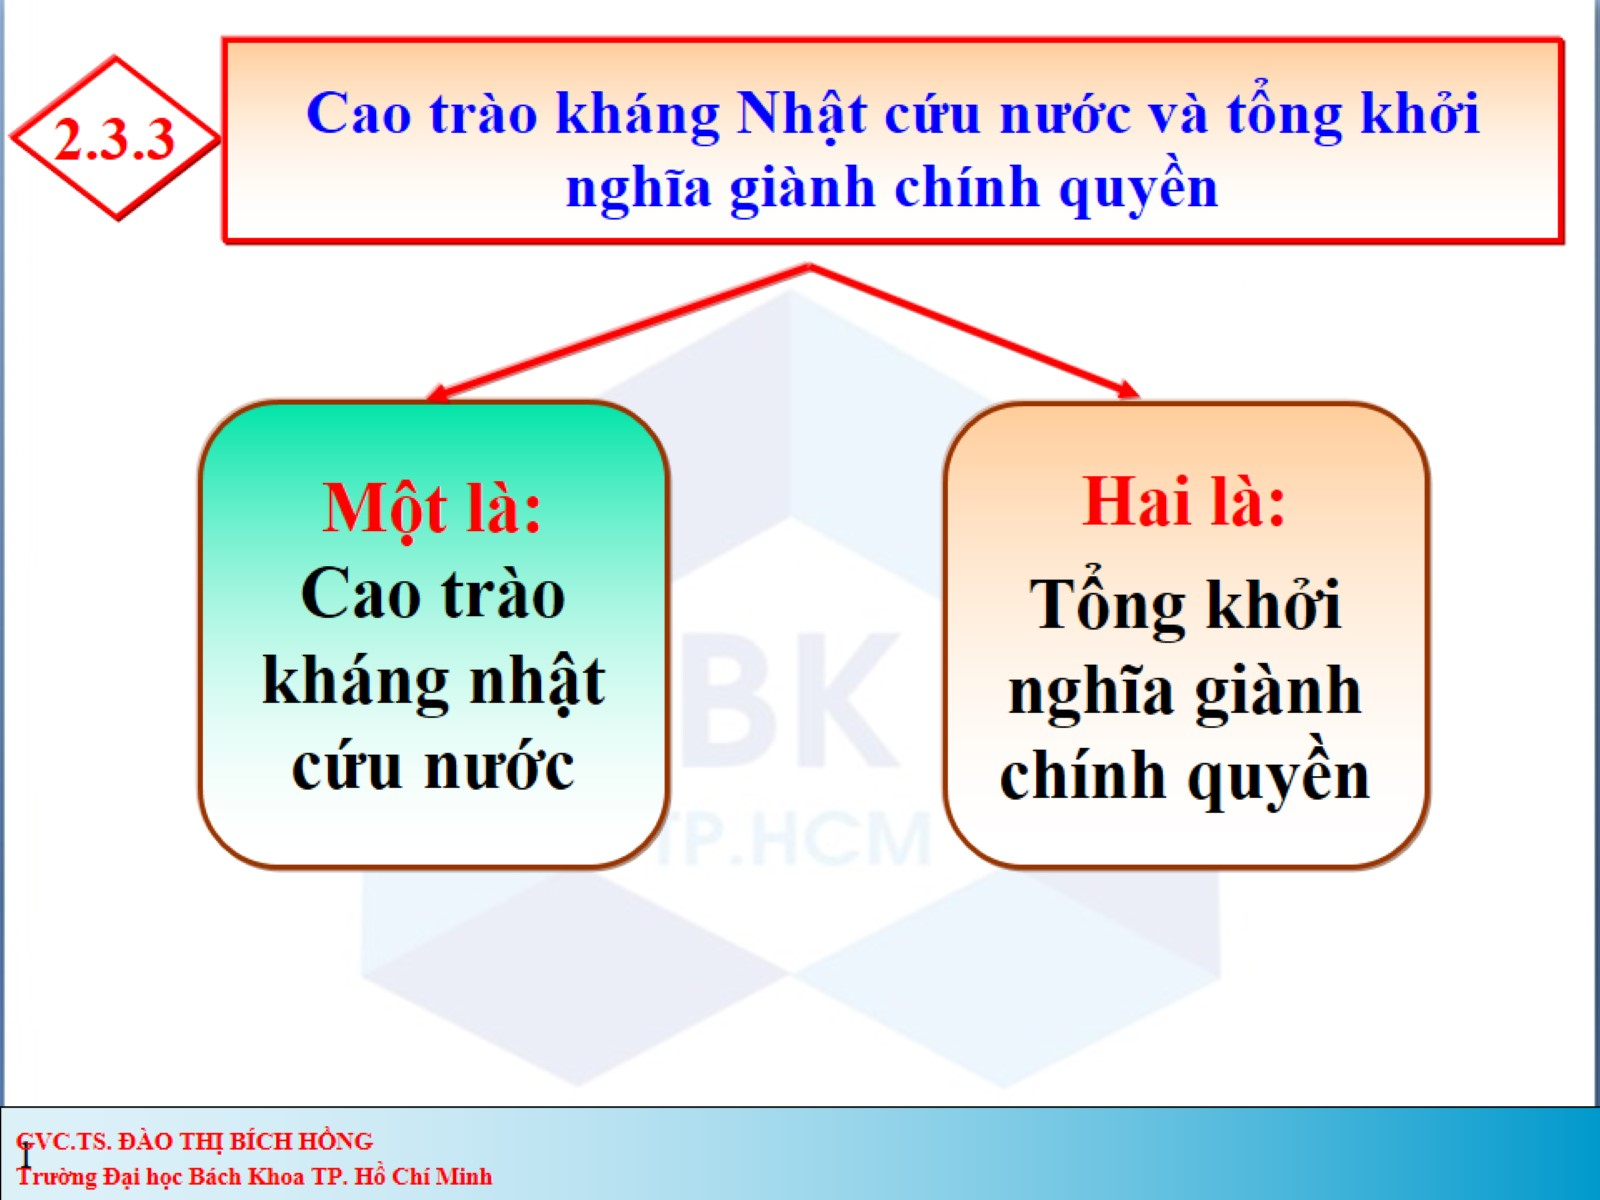 2.3.3
Cao trào kháng Nhật cứu nước và tổng khởi
nghĩa giành chính quyền
Một là:
Cao trào
kháng nhật
cứu nước
Hai là:
Tổng khởi
nghĩa giành
chính quyền
BK
TP.HCM
GVC.TS. ĐÀO THỊ BÍCH HỒNG
1
Trường Đại học Bách Khoa TP. Hồ Chí Minh